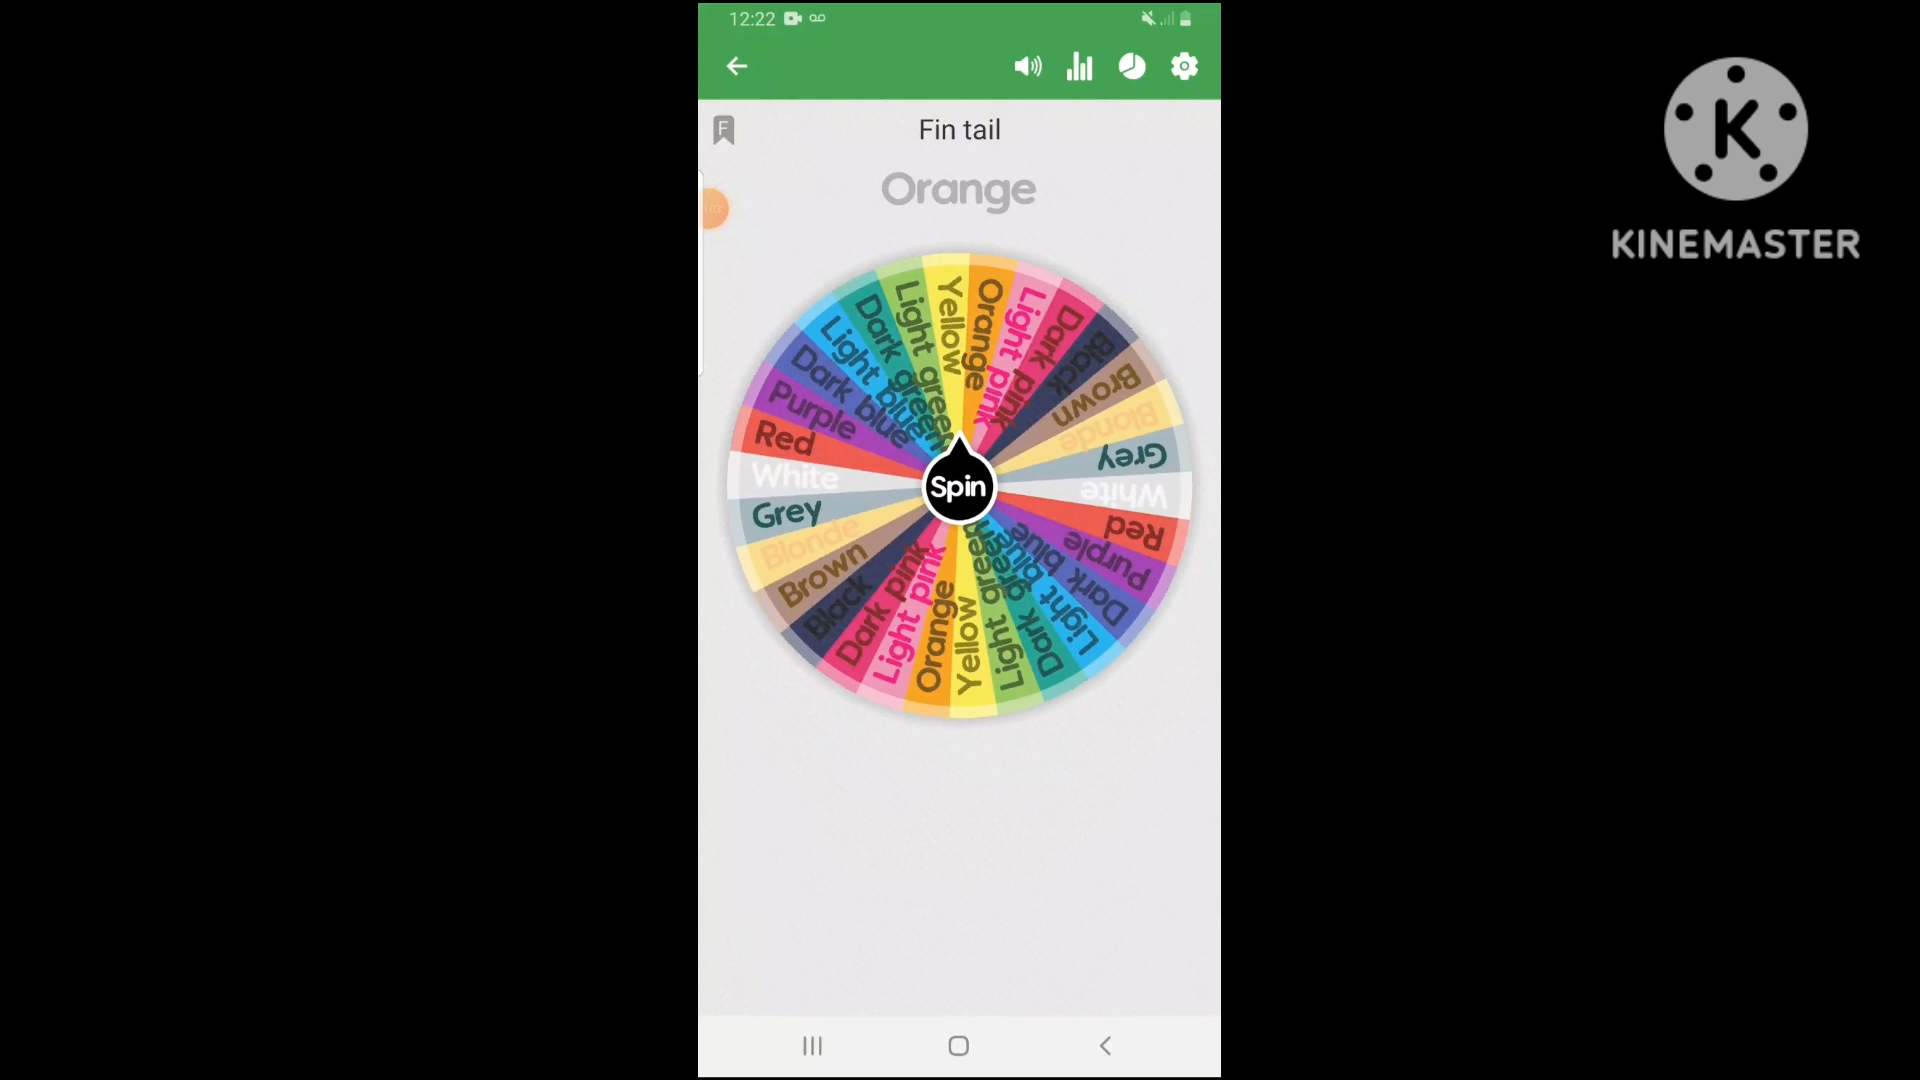 12:22
F
Fin tail
Orange
K
KINEMASTER
Yellow
Orange
Light pink
Dark pink
Black
Brown
Blonde
Grey
White
Red
Purple
Dark blue
Light blue
Dark green
Light green
Yellow
Orange
Light pink
Dark pink
Black
Brown
Blonde
Grey
White
Red
Purple
Dark blue
Light blue
Dark green
Light green
Spin